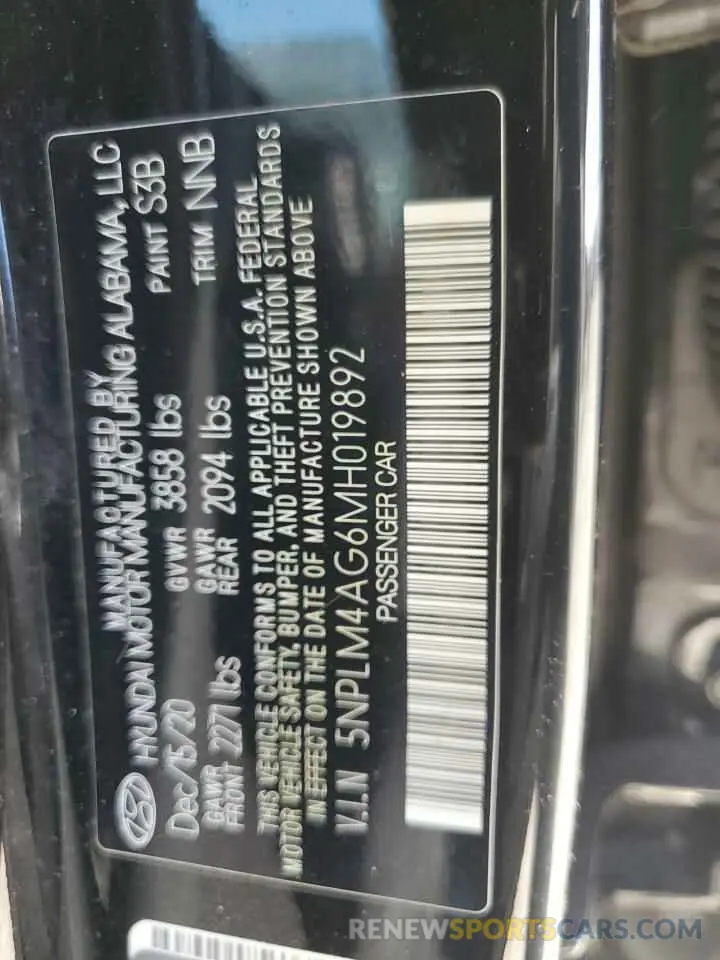 MANUFACTURED BY
HYUNDAI MOTOR MANUFACTURING ALABAMA, LLC
Dec/15/20 GVWR 3858 lbs PAINT S3B
GAWR FRONT 2271 lbs GAWR REAR 2094 lbs TRIM NNB
THIS VEHICLE CONFORMS TO ALL APPLICABLE U.S.A. FEDERAL
MOTOR VEHICLE SAFETY, BUMPER, AND THEFT PREVENTION STANDARDS
IN EFFECT ON THE DATE OF MANUFACTURE SHOWN ABOVE
V.I.N 5NPLM4AG6MH019892
PASSENGER CAR
RENEWSPORTSCARS.COM